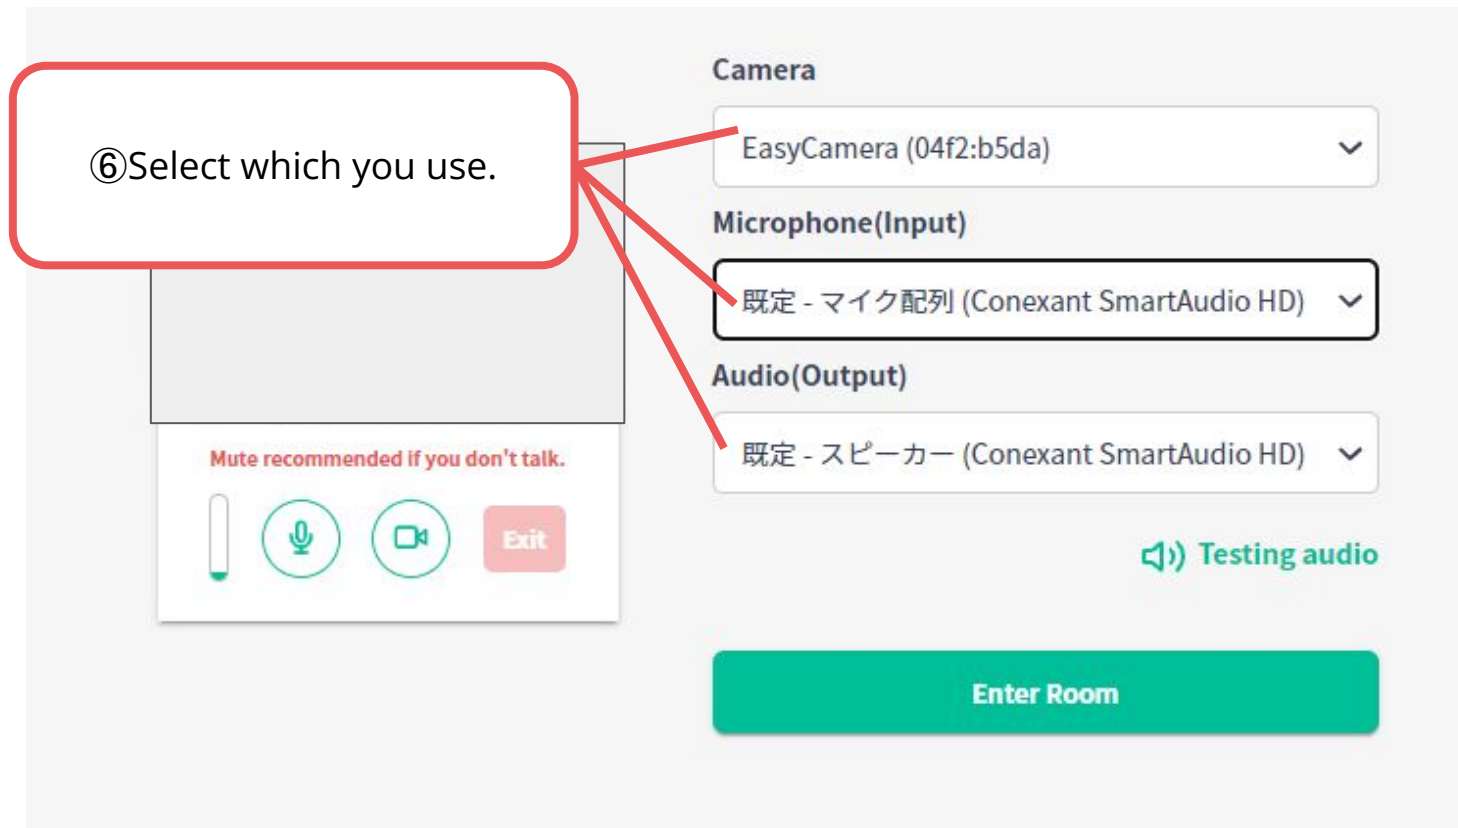 ⑥Select which you use.
Camera
EasyCamera (04f2:b5da)
Microphone(Input)
既定 - マイク配列 (Conexant SmartAudio HD)
Audio(Output)
既定 - スピーカー (Conexant SmartAudio HD)
Testing audio
Enter Room
Mute recommended if you don't talk.
Exit